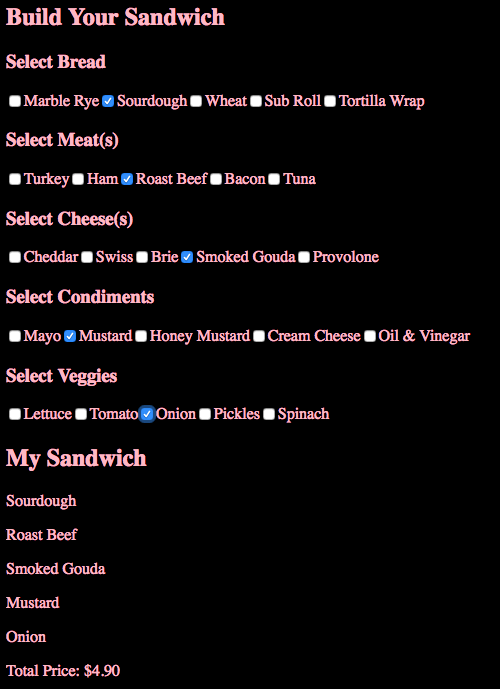 Build Your Sandwich
Select Bread
Marble Rye Sourdough Wheat Sub Roll Tortilla Wrap
Select Meat(s)
Turkey Ham Roast Beef Bacon Tuna
Select Cheese(s)
Cheddar Swiss Brie Smoked Gouda Provolone
Select Condiments
Mayo Mustard Honey Mustard Cream Cheese Oil & Vinegar
Select Veggies
Lettuce Tomato Onion Pickles Spinach
My Sandwich
Sourdough
Roast Beef
Smoked Gouda
Mustard
Onion
Total Price: $4.90